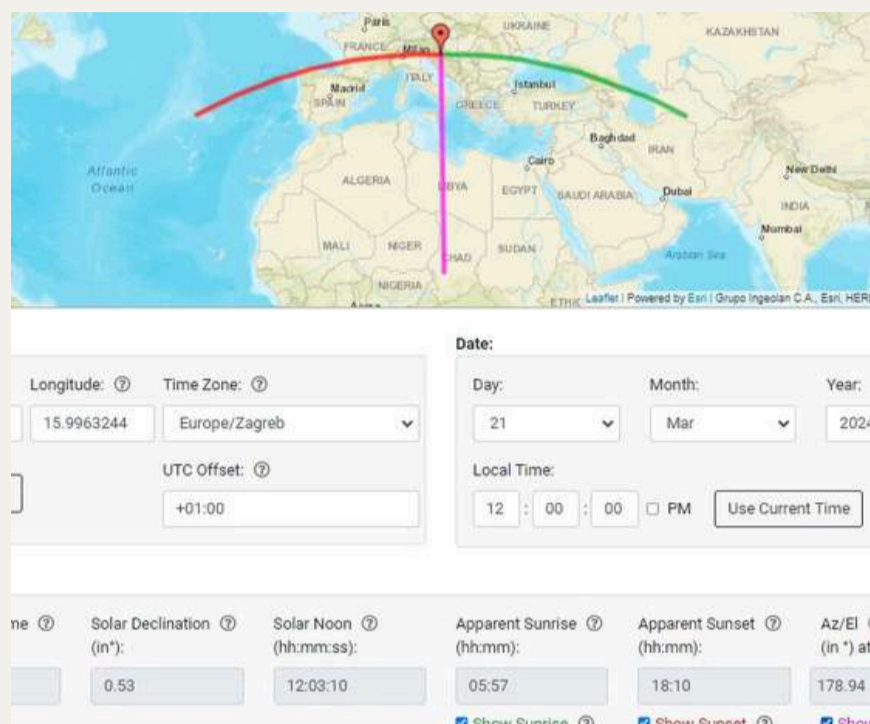 Paris
UKRAINE
KAZAKHSTAN
FRANCE
Milan
ITALY
Madrid
SPAIN
Istanbul
GREECE
TURKEY
Baghdad
IRAN
Atlantic
Ocean
Cairo
New Delhi
ALGERIA
LIBYA
EGYPT
SAUDI ARABIA
Dubai
INDIA
Mumbai
MALI
NIGER
CHAD
SUDAN
Arabian Sea
NIGERIA
ETHI
Leaflet | Powered by Esri | Grupo Ingeolan C.A., Esri, HERE
Date:
Longitude: ? Time Zone: ?
Day: Month: Year:
15.9963244 Europe/Zagreb
21 Mar 2024
UTC Offset: ?
Local Time:
+01:00
12 : 00 : 00 PM Use Current Time
me ? Solar Declination ? Solar Noon ? Apparent Sunrise ? Apparent Sunset ? Az/El
(in°): (hh:mm:ss): (hh:mm): (hh:mm): (in °) at
0.53 12:03:10 05:57 18:10 178.94
Show Sunrise ? Show Sunset ? Show